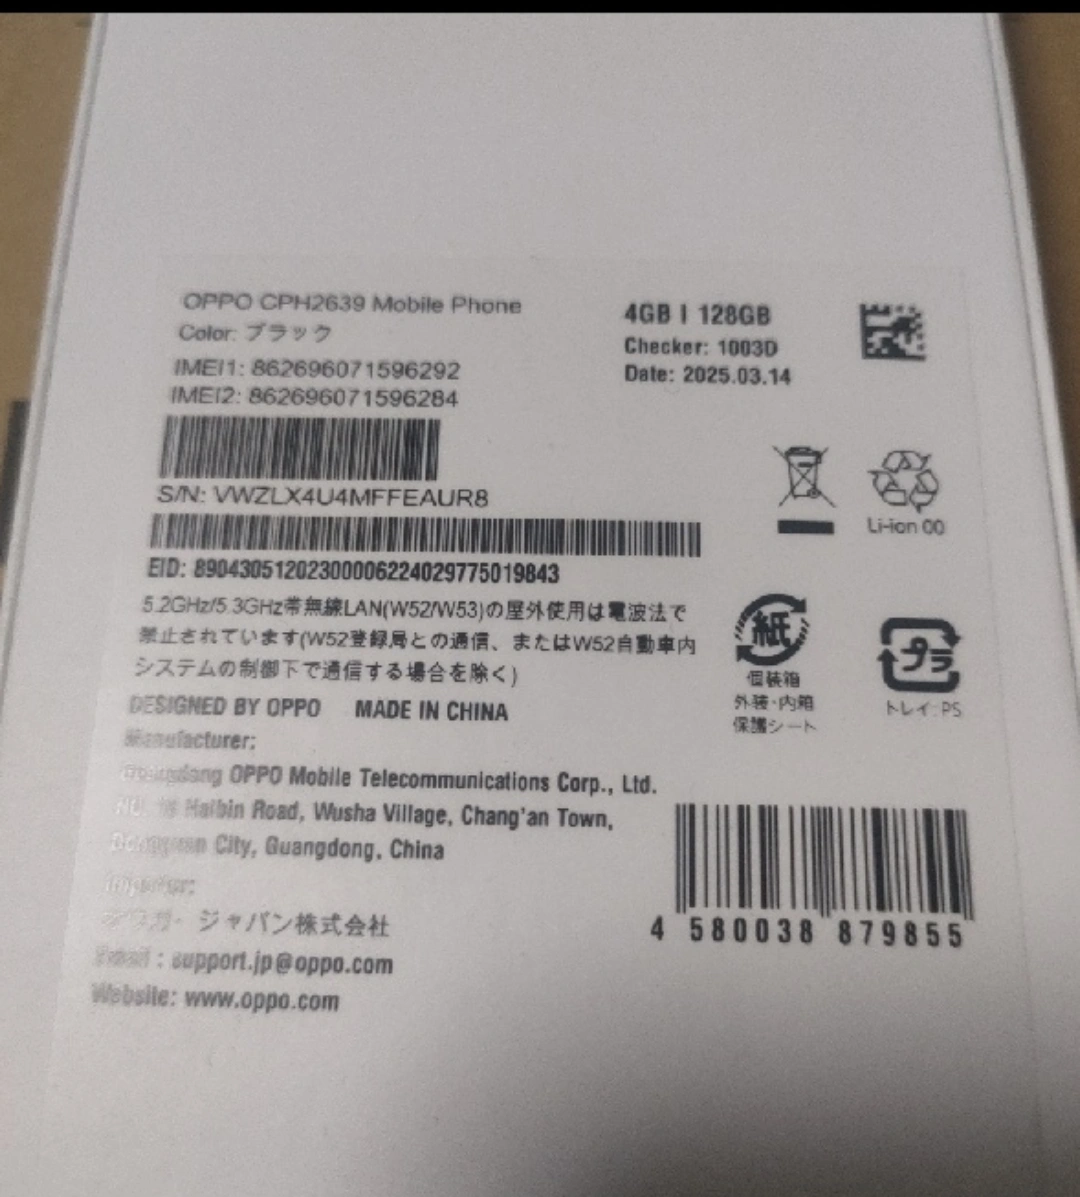 OPPO CPH2639 Mobile Phone
Color: ブラック
IMEI1: 862696071596292
IMEI2: 862696071596284
4GB | 128GB
Checker: 1003D
Date: 2025.03.14
S/N: VWZLX4U4MFFEAUR8
EID: 89043051202300006224029775019843
Li-ion 00
5.2GHz/5.3GHz帯無線LAN(W52/W53)の屋外使用は電波法で
禁止されています(W52登録局との通信、またはW52自動車内
システムの制御下で通信する場合を除く)
紙
個装箱
外装・内箱
保護シート
プラ
トレイ:PS
DESIGNED BY OPPO MADE IN CHINA
Manufacturer:
Guangdong OPPO Mobile Telecommunications Corp., Ltd.
Haibin Road, Wusha Village, Chang'an Town,
Dongguan City, Guangdong, China
Importer:
ジャパン株式会社
Email : support.jp@oppo.com
Website: www.oppo.com
4 580038 879855